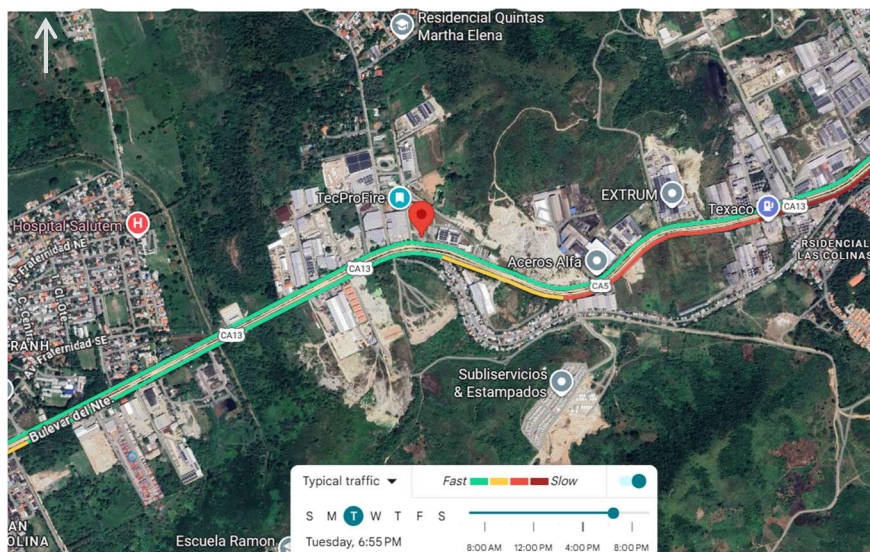 Residencial Quintas
Martha Elena
TecProFire
EXTRUM
Texaco
CA13
Hospital Salutem
Av. Fraternidad NE
RSIDENCIAL
LAS COLINAS
Aceros Alfa
CA13
CA5
CA13
FRANH
Av. Fraternidad SE
Subliservicios
& Estampados
Bulevar del Nte.
AN
OLINA
Escuela Ramon
Typical traffic
Fast
Slow
S M T W T F S
Tuesday, 6:55 PM
8:00 AM 12:00 PM 4:00 PM 8:00 PM